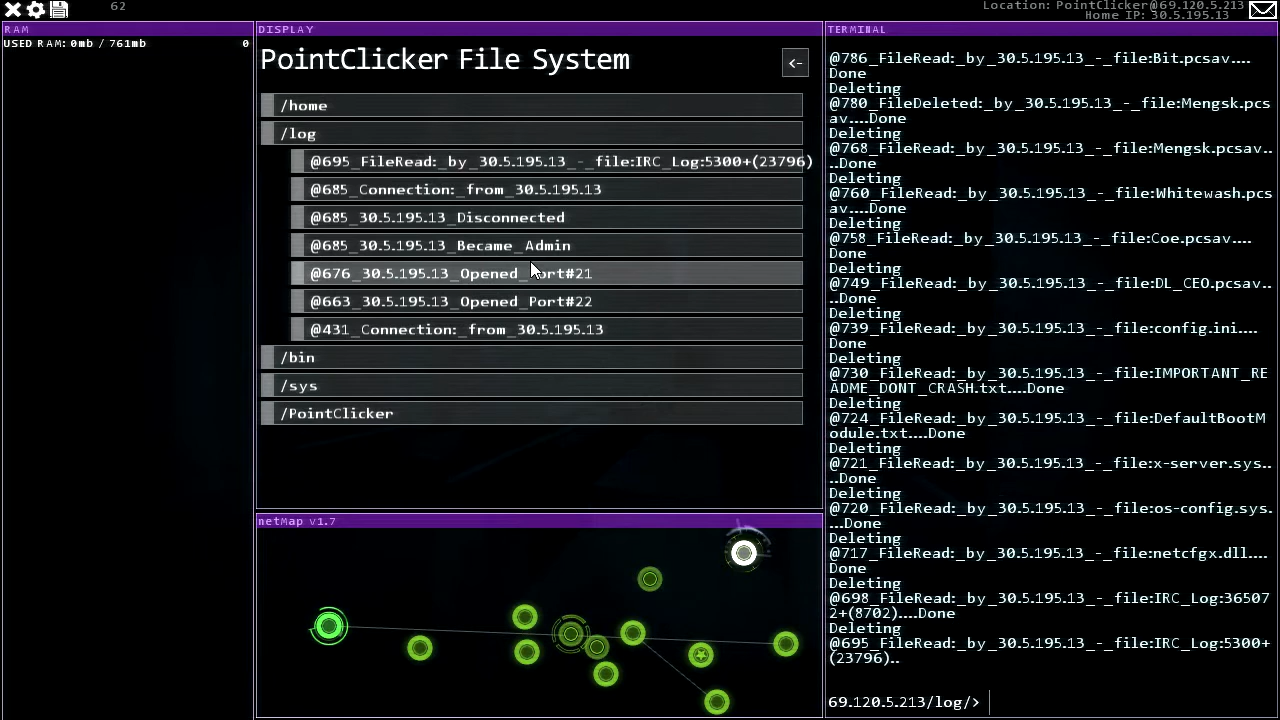 62
Location: PointClicker@69.120.5.213
Home IP: 30.5.195.13
RAM
USED RAM: 0mb / 761mb 0
DISPLAY
PointClicker File System
<-
/home
/log
@695_FileRead:_by_30.5.195.13_-_file:IRC_Log:5300+(23796)
@685_Connection:_from_30.5.195.13
@685_30.5.195.13_Disconnected
@685_30.5.195.13_Became_Admin
@676_30.5.195.13_Opened_Port#21
@663_30.5.195.13_Opened_Port#22
@431_Connection:_from_30.5.195.13
/bin
/sys
/PointClicker
netMap v1.7
TERMINAL
@786_FileRead:_by_30.5.195.13_-_file:Bit.pcsav....
Done
Deleting
@780_FileDeleted:_by_30.5.195.13_-_file:Mengsk.pcs
av....Done
Deleting
@768_FileRead:_by_30.5.195.13_-_file:Mengsk.pcsav..
..Done
Deleting
@760_FileRead:_by_30.5.195.13_-_file:Whitewash.pcs
av....Done
Deleting
@758_FileRead:_by_30.5.195.13_-_file:Coe.pcsav....
Done
Deleting
@749_FileRead:_by_30.5.195.13_-_file:DL_CEO.pcsav..
..Done
Deleting
@739_FileRead:_by_30.5.195.13_-_file:config.ini....
Done
Deleting
@730_FileRead:_by_30.5.195.13_-_file:IMPORTANT_RE
ADME_DONT_CRASH.txt....Done
Deleting
@724_FileRead:_by_30.5.195.13_-_file:DefaultBootM
odule.txt....Done
Deleting
@721_FileRead:_by_30.5.195.13_-_file:x-server.sys..
..Done
Deleting
@720_FileRead:_by_30.5.195.13_-_file:os-config.sys.
...Done
Deleting
@717_FileRead:_by_30.5.195.13_-_file:netcfgx.dll....
Done
Deleting
@698_FileRead:_by_30.5.195.13_-_file:IRC_Log:36507
2+(8702)....Done
Deleting
@695_FileRead:_by_30.5.195.13_-_file:IRC_Log:5300+
(23796)..
69.120.5.213/log/>